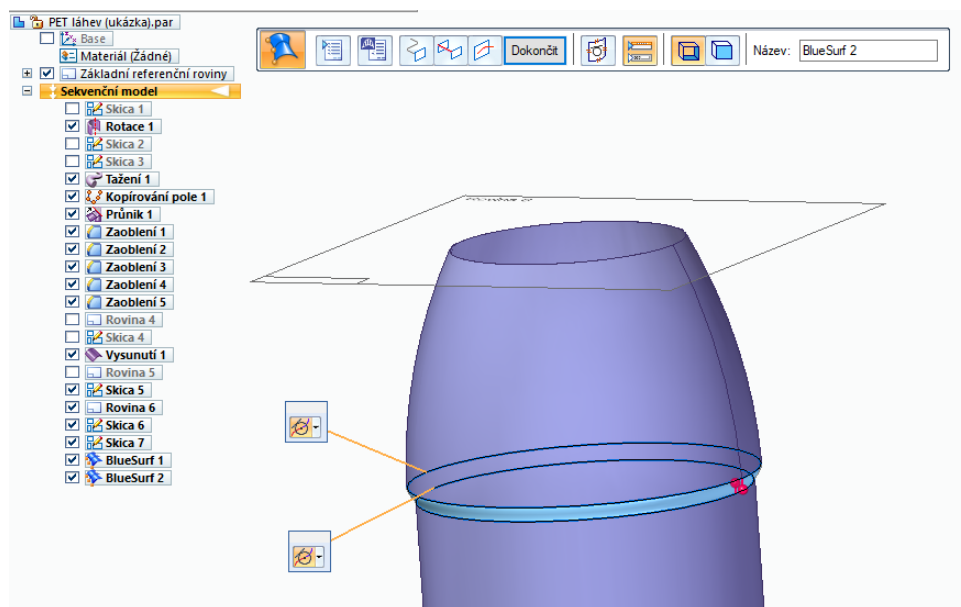 PET láhev (ukázka).par
Base
Materiál (Žádné)
Základní referenční roviny
Sekvenční model
Skica 1
Rotace 1
Skica 2
Skica 3
Tažení 1
Kopírování pole 1
Průnik 1
Zaoblení 1
Zaoblení 2
Zaoblení 3
Zaoblení 4
Zaoblení 5
Rovina 4
Skica 4
Vysunutí 1
Rovina 5
Skica 5
Rovina 6
Skica 6
Skica 7
BlueSurf 1
BlueSurf 2
Dokončit
Název: BlueSurf 2